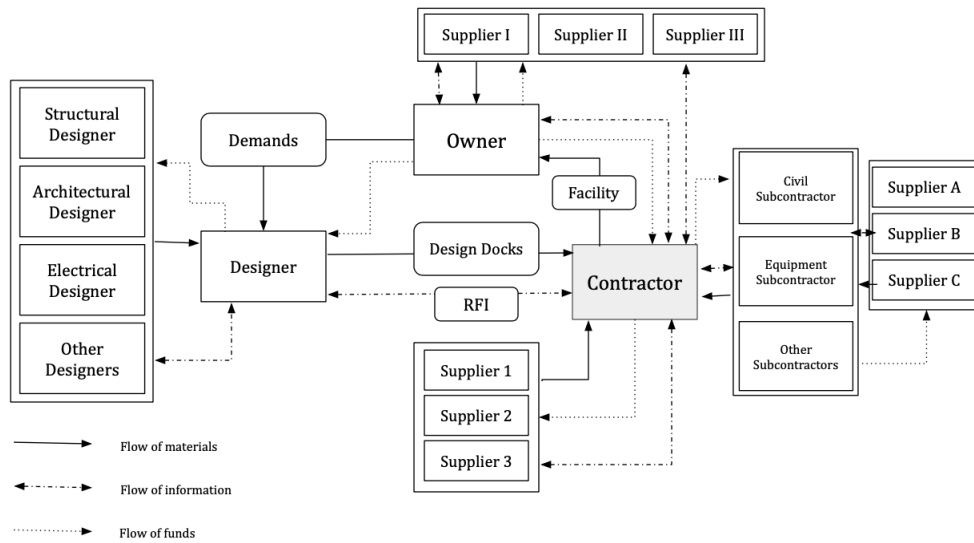 Supplier I
Supplier II
Supplier III
Structural
Designer
Architectural
Designer
Electrical
Designer
Other
Designers
Demands
Owner
Facility
Designer
Design Docks
RFI
Contractor
Civil
Subcontractor
Equipment
Subcontractor
Other
Subcontractors
Supplier A
Supplier B
Supplier C
Supplier 1
Supplier 2
Supplier 3
Flow of materials
Flow of information
Flow of funds